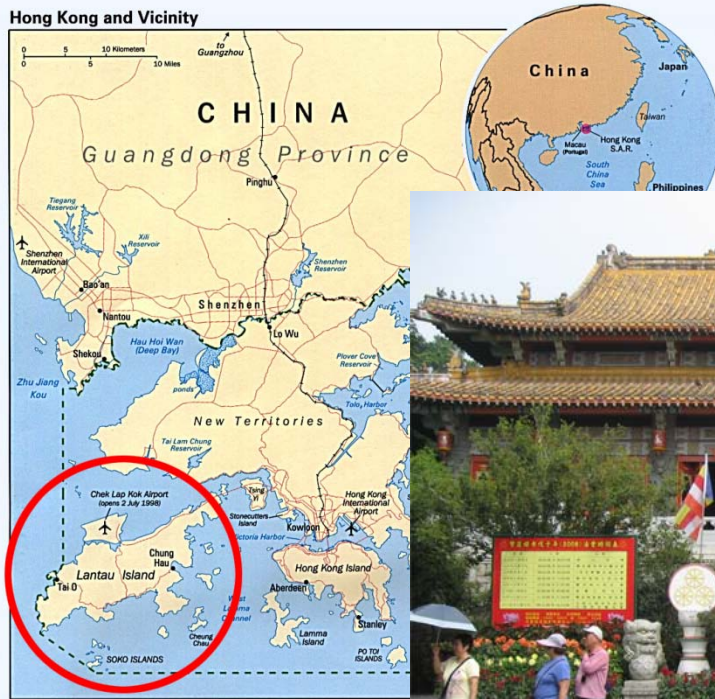 Hong Kong and Vicinity
0 5 10 Kilometers
0 5 10 Miles
to
Guangzhou
CHINA
Guangdong Province
Pinghu
Tiegang
Reservoir
Xili
Reservoir
Shenzhen
International
Airport
Bao'an
Nantou
Shenzhen
Reservoir
Shenzhen
Lo Wu
Shekou
Hau Hoi Wan
(Deep Bay)
Zhu Jiang
Kou
ponds
Plover Cove
Reservoir
Tolo Harbor
New Territories
Tai Lam Chung
Reservoir
Chek Lap Kok Airport
(opens 2 July 1998)
Tsing
Yi
Stonecutters
Island
Hong Kong
International
Airport
Kowloon
Victoria Harbor
Chung
Hau
Lantau Island
Tai O
Hong Kong Island
Aberdeen
West
Lamma
Channel
Stanley
Cheung
Chau
Lamma
Island
SOKO ISLANDS
PO TOI
ISLANDS
China
Japan
Taiwan
Macau
(Portugal)
Hong Kong
S.A.R.
South
China
Sea
Philippines